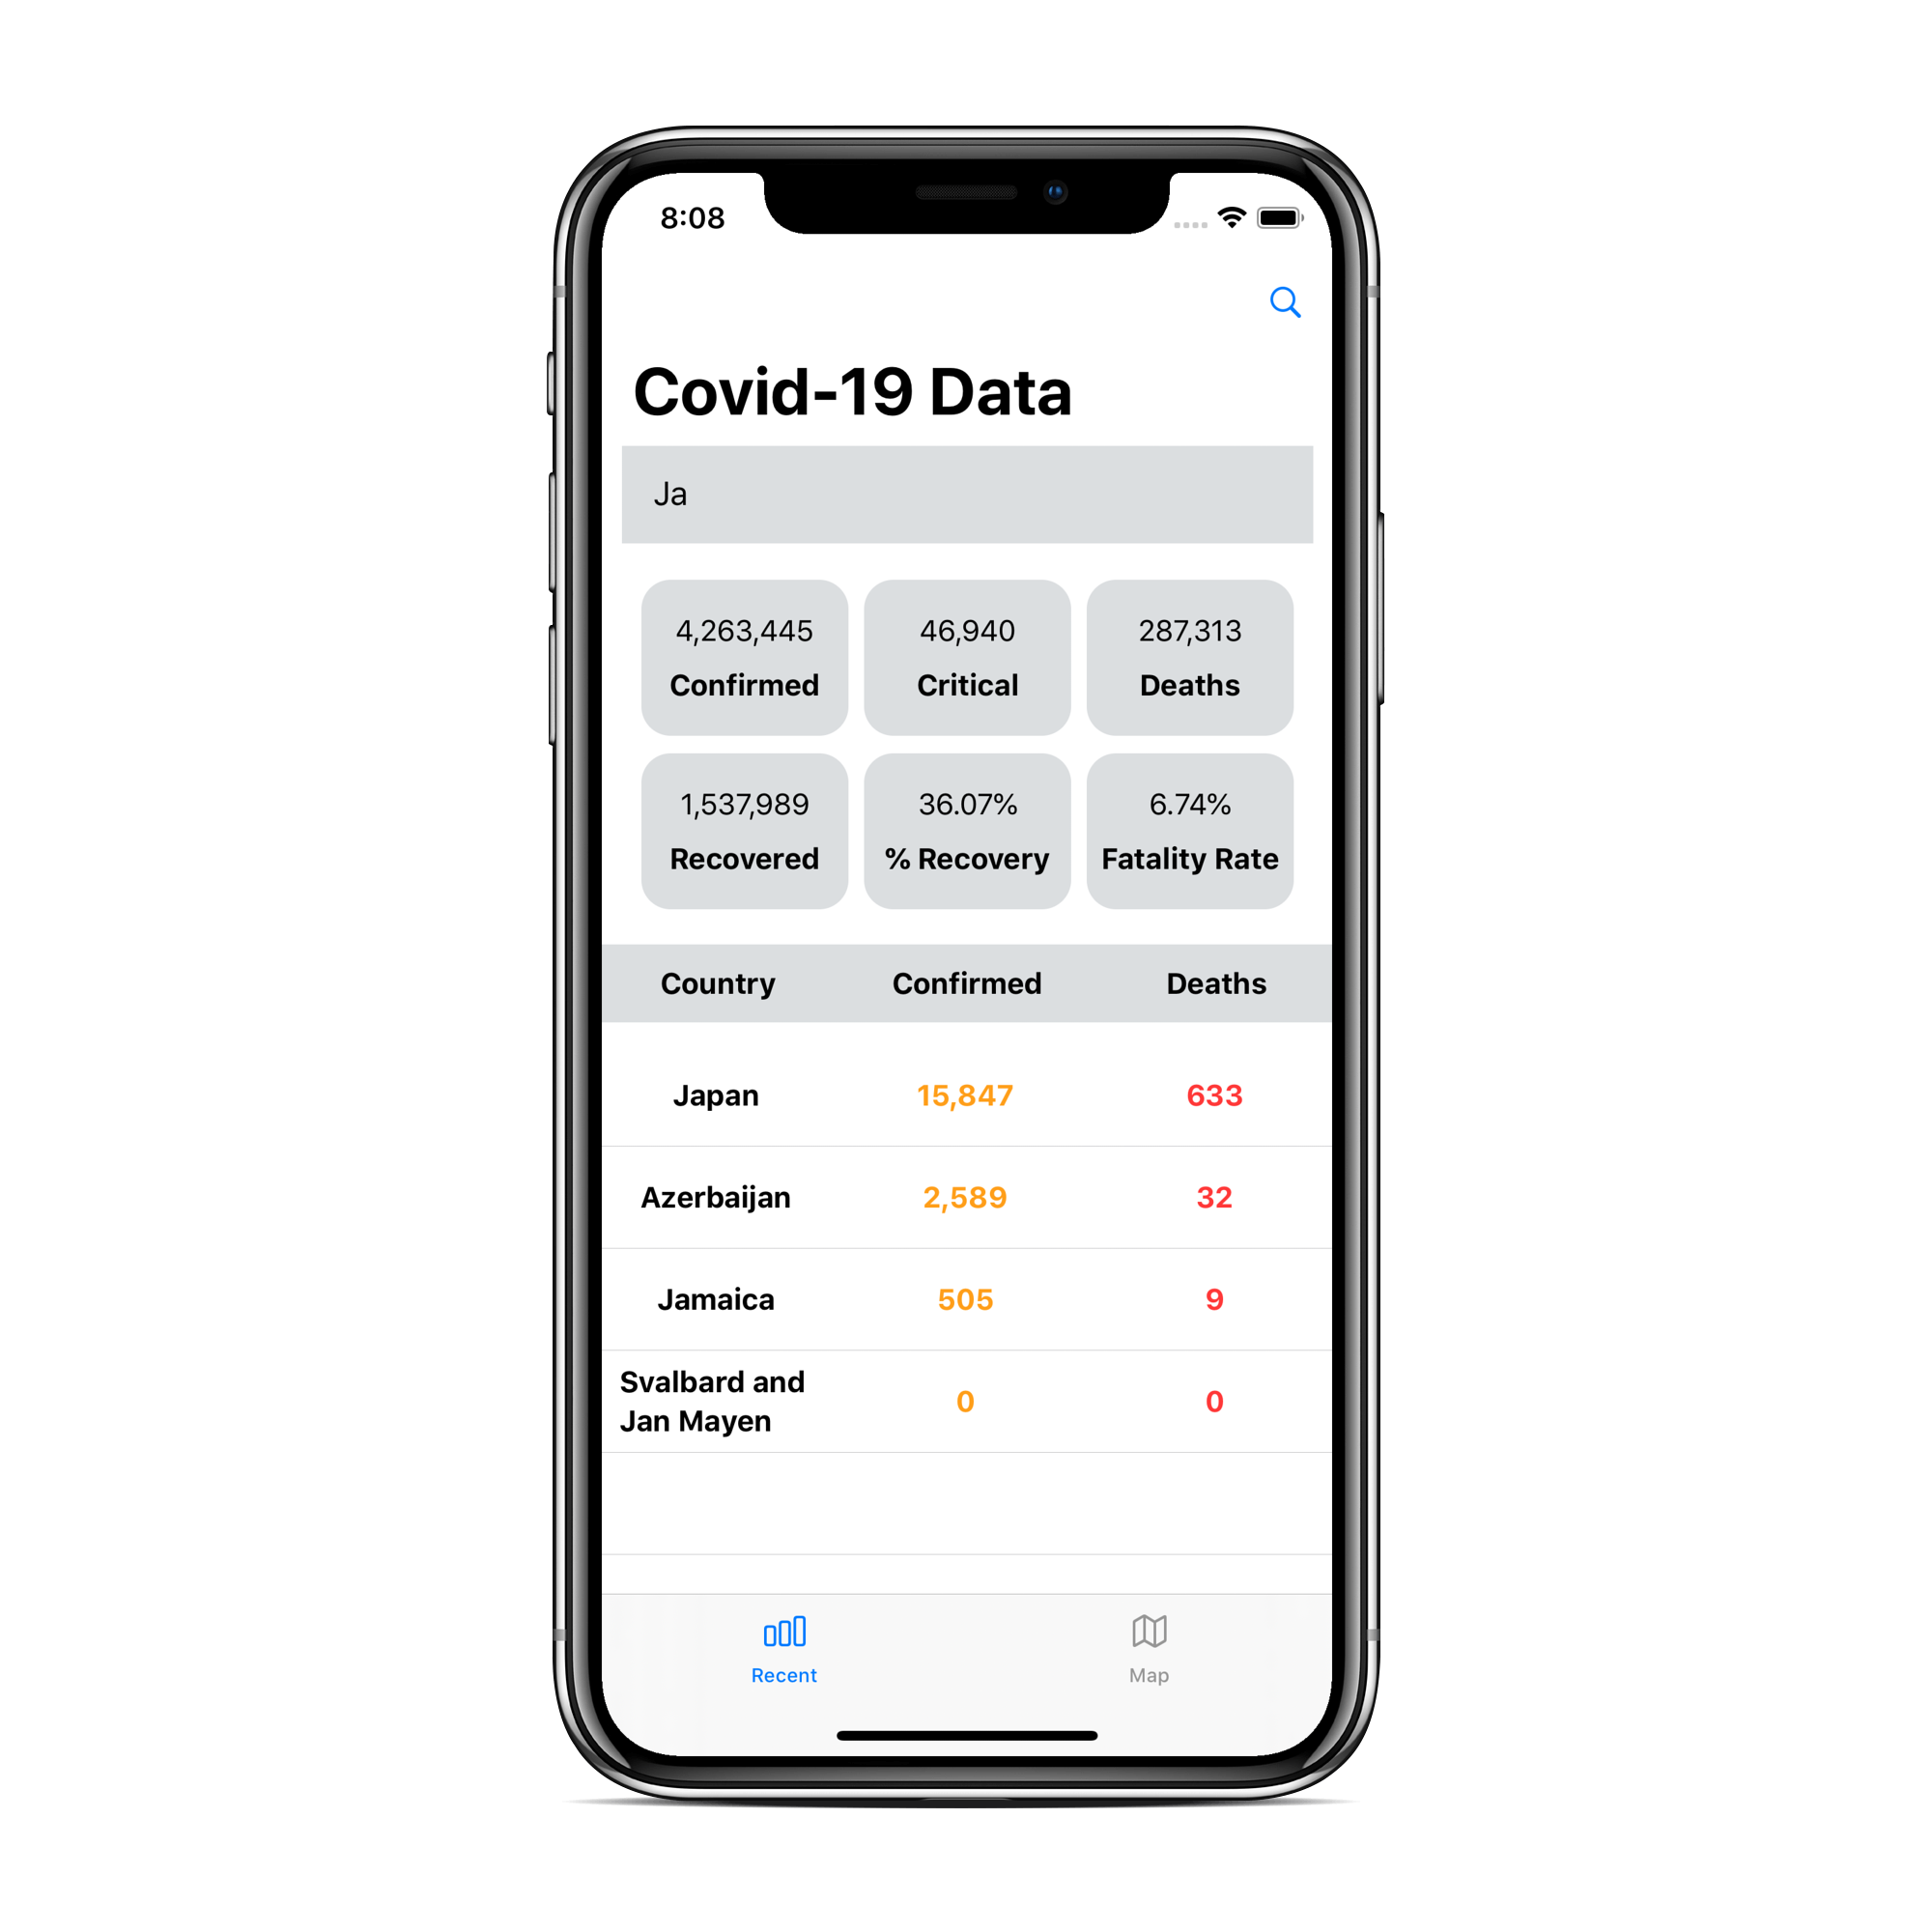 8:08
Covid-19 Data
Ja
4,263,445 46,940 287,313
Confirmed Critical Deaths
1,537,989 36.07% 6.74%
Recovered % Recovery Fatality Rate
Country Confirmed Deaths
Japan 15,847 633
Azerbaijan 2,589 32
Jamaica 505 9
Svalbard and
Jan Mayen 0 0
Recent Map